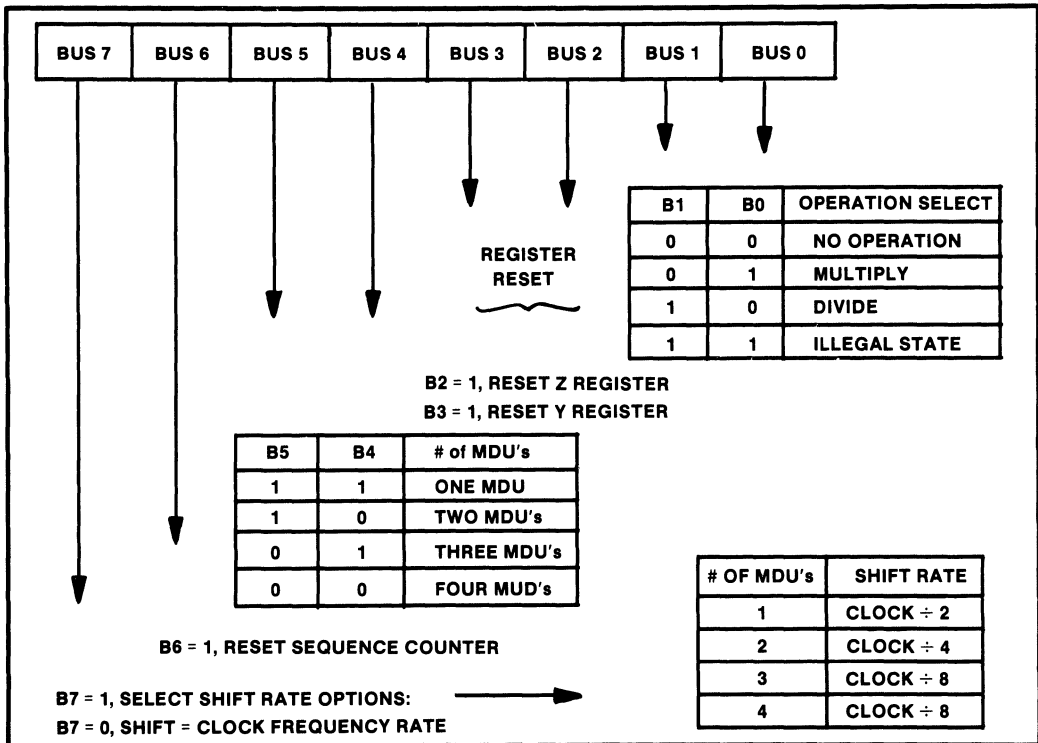 BUS 7 BUS 6 BUS 5 BUS 4 BUS 3 BUS 2 BUS 1 BUS 0
B1 B0 OPERATION SELECT
0 0 NO OPERATION
0 1 MULTIPLY
1 0 DIVIDE
1 1 ILLEGAL STATE
REGISTER
RESET
B2 = 1, RESET Z REGISTER
B3 = 1, RESET Y REGISTER
B5 B4 # of MDU's
1 1 ONE MDU
1 0 TWO MDU's
0 1 THREE MDU's
0 0 FOUR MUD's
B6 = 1, RESET SEQUENCE COUNTER
B7 = 1, SELECT SHIFT RATE OPTIONS:
B7 = 0, SHIFT = CLOCK FREQUENCY RATE
# OF MDU's SHIFT RATE
1 CLOCK ÷ 2
2 CLOCK ÷ 4
3 CLOCK ÷ 8
4 CLOCK ÷ 8